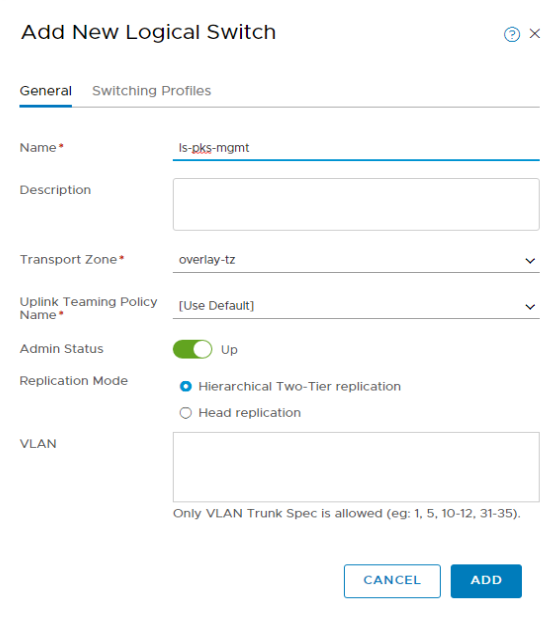 Add New Logical Switch
General Switching Profiles
Name*
ls-pks-mgmt
Description
Transport Zone*
overlay-tz
Uplink Teaming Policy
Name*
[Use Default]
Admin Status
Up
Replication Mode
Hierarchical Two-Tier replication
Head replication
VLAN
Only VLAN Trunk Spec is allowed (eg: 1, 5, 10-12, 31-35).
CANCEL ADD